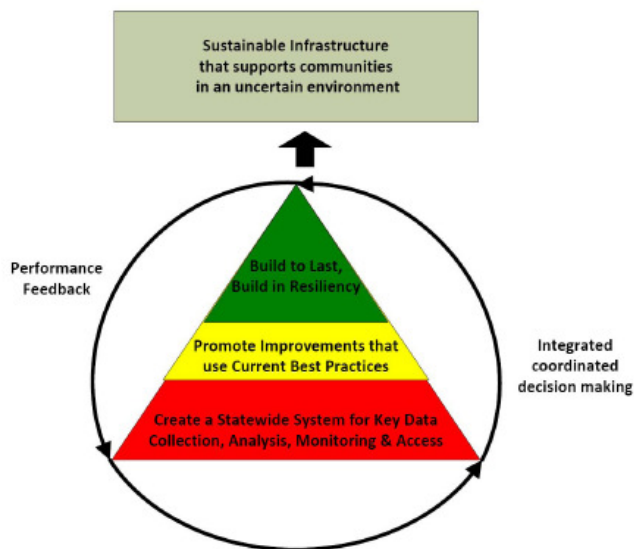 Sustainable Infrastructure
that supports communities
in an uncertain environment
Performance
Feedback
Build to Last,
Build in Resiliency
Promote Improvements that
use Current Best Practices
Integrated
coordinated
decision making
Create a Statewide System for Key Data
Collection, Analysis, Monitoring & Access